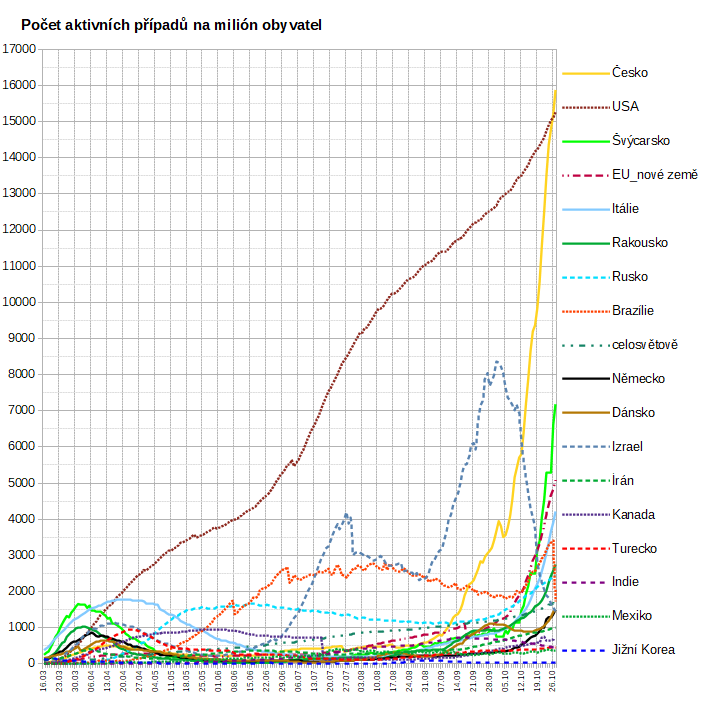 Počet aktivních případů na milión obyvatel
17000
16000
15000
14000
13000
12000
11000
10000
9000
8000
7000
6000
5000
4000
3000
2000
1000
0
16.03
23.03
30.03
06.04
13.04
20.04
27.04
04.05
11.05
18.05
25.05
01.06
08.06
15.06
22.06
29.06
06.07
13.07
20.07
27.07
03.08
10.08
17.08
24.08
31.08
07.09
14.09
21.09
28.09
05.10
12.10
19.10
26.10
Česko
USA
Švýcarsko
EU_nové země
Itálie
Rakousko
Rusko
Brazílie
celosvětově
Německo
Dánsko
Izrael
Írán
Kanada
Turecko
Indie
Mexiko
Jižní Korea